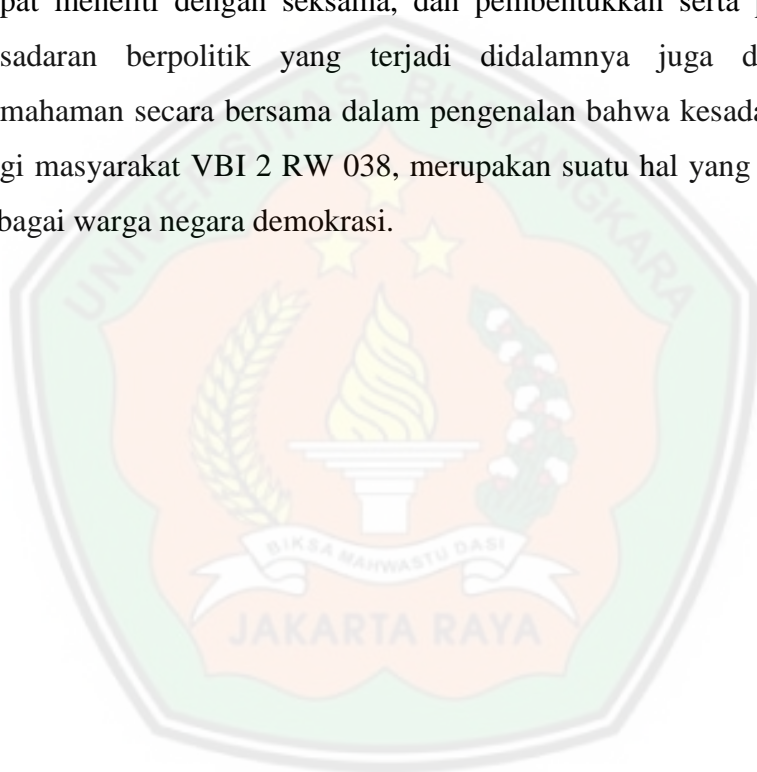 pat meneliti dengan seksama, dan pembentukkan serta p
sadaran berpolitik yang terjadi didalamnya juga d
mahaman secara bersama dalam pengenalan bahwa kesada
gi masyarakat VBI 2 RW 038, merupakan suatu hal yang
bagai warga negara demokrasi.
UNIVERSITAS BHAYANGKARA
BIKSA MAHWASTU DASI
JAKARTA RAYA